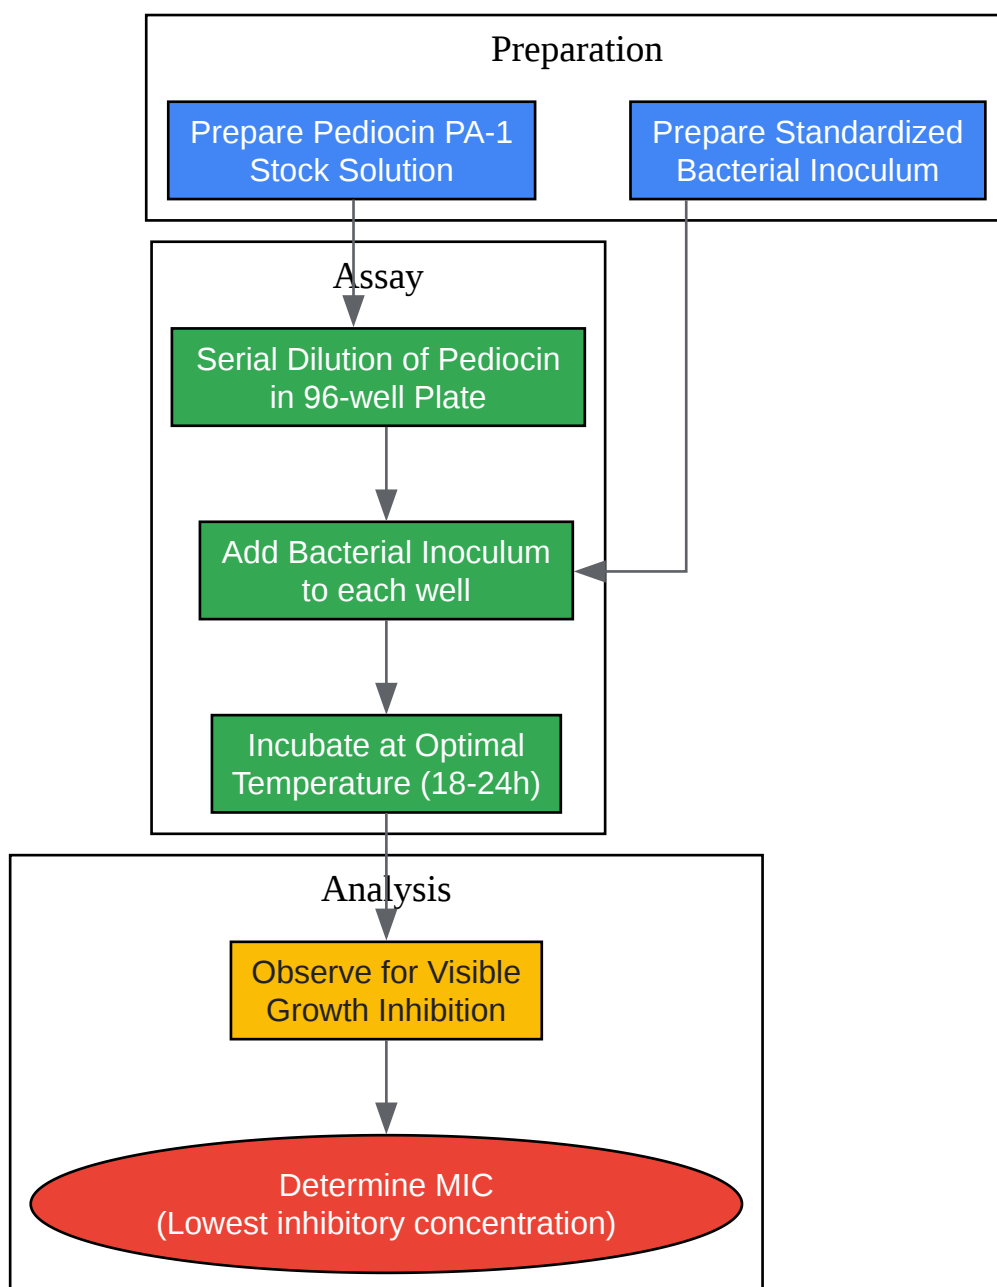 Preparation
Prepare Pediocin PA-1
Stock Solution
Prepare Standardized
Bacterial Inoculum
Assay
Serial Dilution of Pediocin
in 96-well Plate
Add Bacterial Inoculum
to each well
Incubate at Optimal
Temperature (18-24h)
Analysis
Observe for Visible
Growth Inhibition
Determine MIC
(Lowest inhibitory concentration)